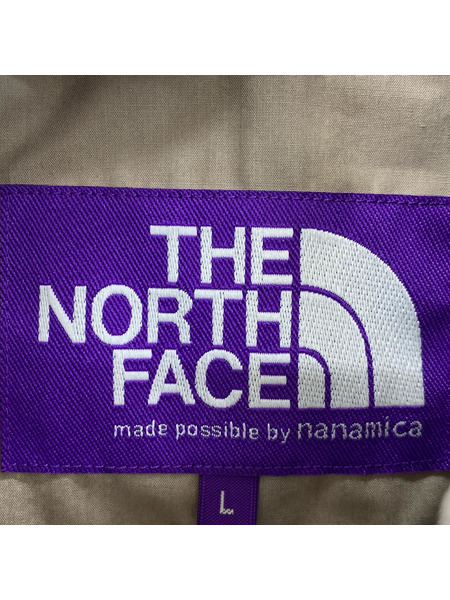 THE
NORTH
FACE
made possible by nanamica
L